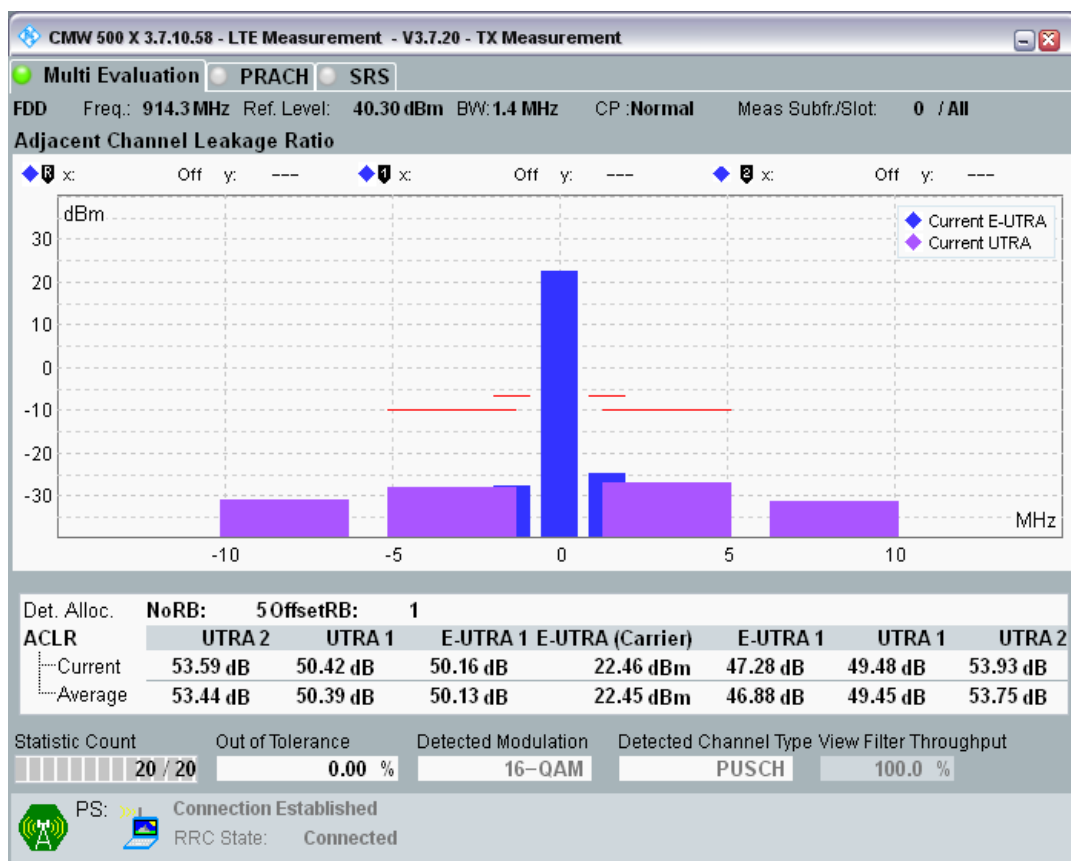 CMW 500 X 3.7.10.58 - LTE Measurement - V3.7.20 - TX Measurement
Multi Evaluation PRACH SRS
FDD Freq.: 914.3 MHz Ref. Level: 40.30 dBm BW: 1.4 MHz CP :Normal Meas Subfr./Slot: 0 / All
Adjacent Channel Leakage Ratio
R x: Off y: --- 1 x: Off y: --- 2 x: Off y: ---
dBm
Current E-UTRA
Current UTRA
30
20
10
0
-10
-20
-30
MHz
-10 -5 0 5 10
Det. Alloc. NoRB: 5 OffsetRB: 1
ACLR UTRA 2 UTRA 1 E-UTRA 1 E-UTRA (Carrier) E-UTRA 1 UTRA 1 UTRA 2
Current 53.59 dB 50.42 dB 50.16 dB 22.46 dBm 47.28 dB 49.48 dB 53.93 dB
Average 53.44 dB 50.39 dB 50.13 dB 22.45 dBm 46.88 dB 49.45 dB 53.75 dB
Statistic Count Out of Tolerance Detected Modulation Detected Channel Type View Filter Throughput
20 / 20 0.00 % 16-QAM PUSCH 100.0 %
PS: Connection Established
RRC State: Connected